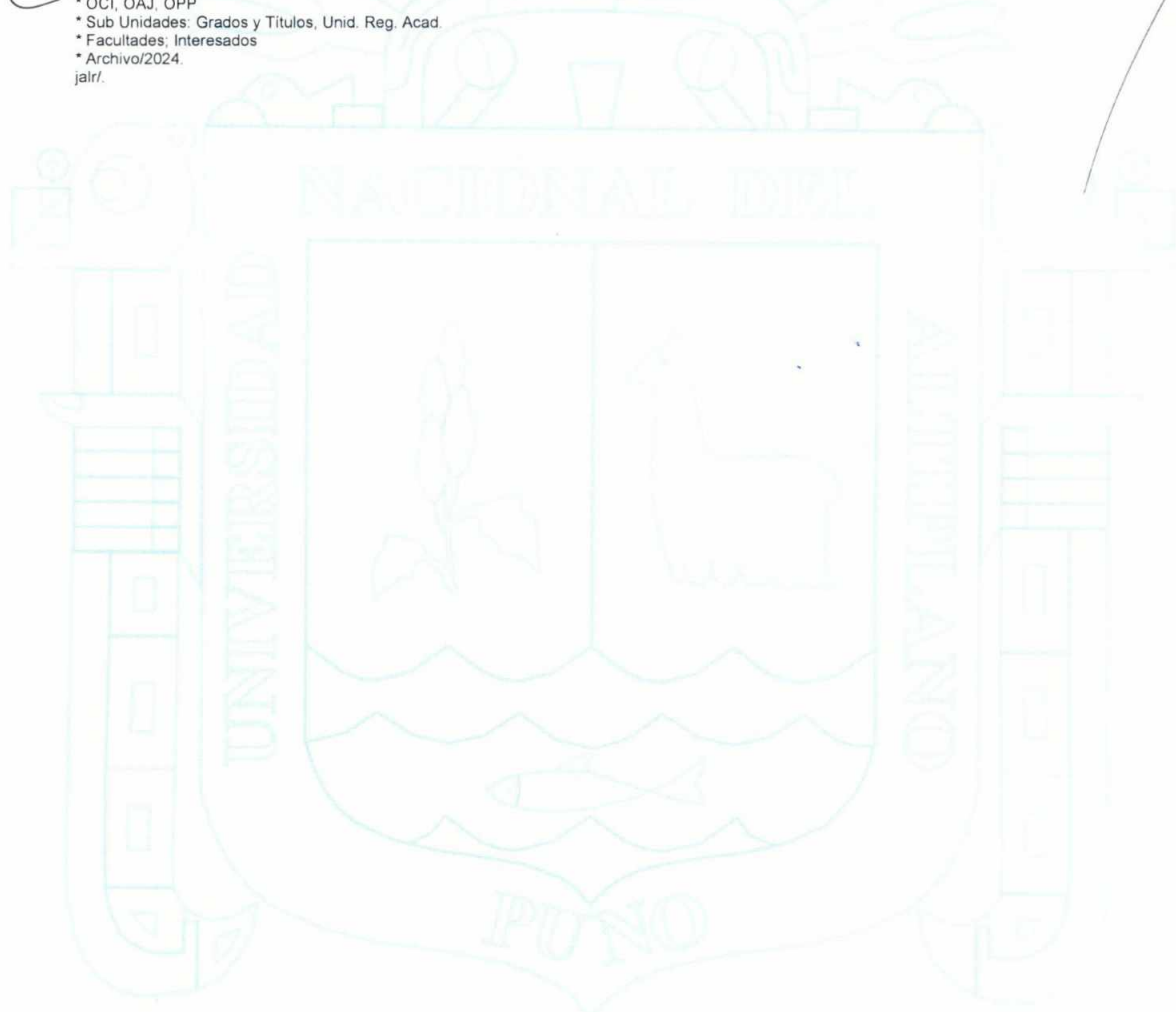 * OCI, OAJ, OPP
* Sub Unidades: Grados y Títulos, Unid. Reg. Acad.
* Facultades; Interesados
* Archivo/2024.
jalr/.
NACIONAL DEL
UNIVERSIDAD
ALTIPLANO
PUNO